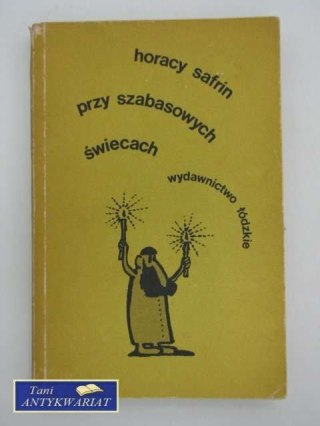 horacy safrin
przy szabasowych
świecach
wydawnictwo łódzkie
Tani
ANTYKWARIAT